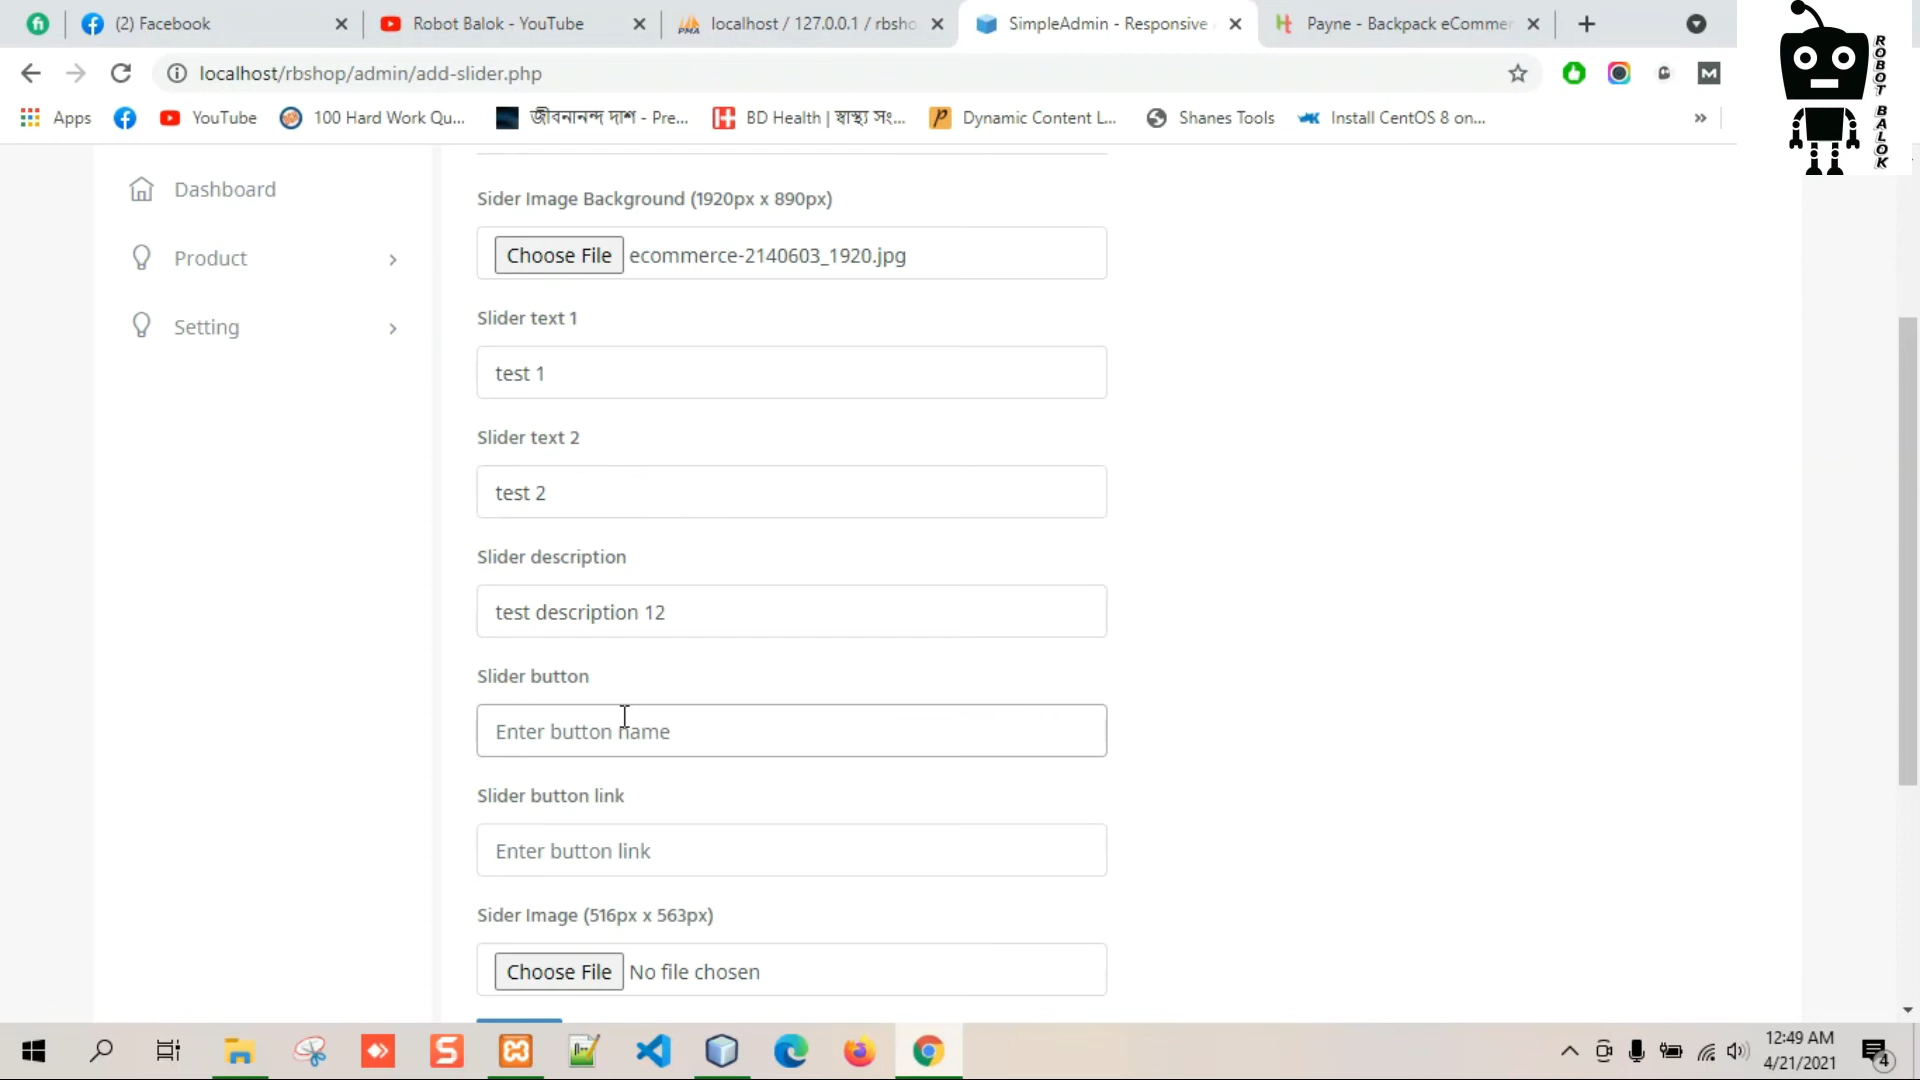 (2) Facebook
Robot Balok - YouTube
PMA
localhost / 127.0.0.1 / rbsho
SimpleAdmin - Responsive
Payne - Backpack eCommer
localhost/rbshop/admin/add-slider.php
Apps
YouTube
100 Hard Work Qu...
জীবনানন্দ দাশ - Pre...
BD Health | স্বাস্থ্য সং...
Dynamic Content L...
Shanes Tools
Install CentOS 8 on...
»
ROBOT BALOK
Dashboard
Product
Setting
Sider Image Background (1920px x 890px)
Choose File ecommerce-2140603_1920.jpg
Slider text 1
test 1
Slider text 2
test 2
Slider description
test description 12
Slider button
Enter button name
Slider button link
Enter button link
Sider Image (516px x 563px)
Choose File No file chosen
12:49 AM
4/21/2021
4